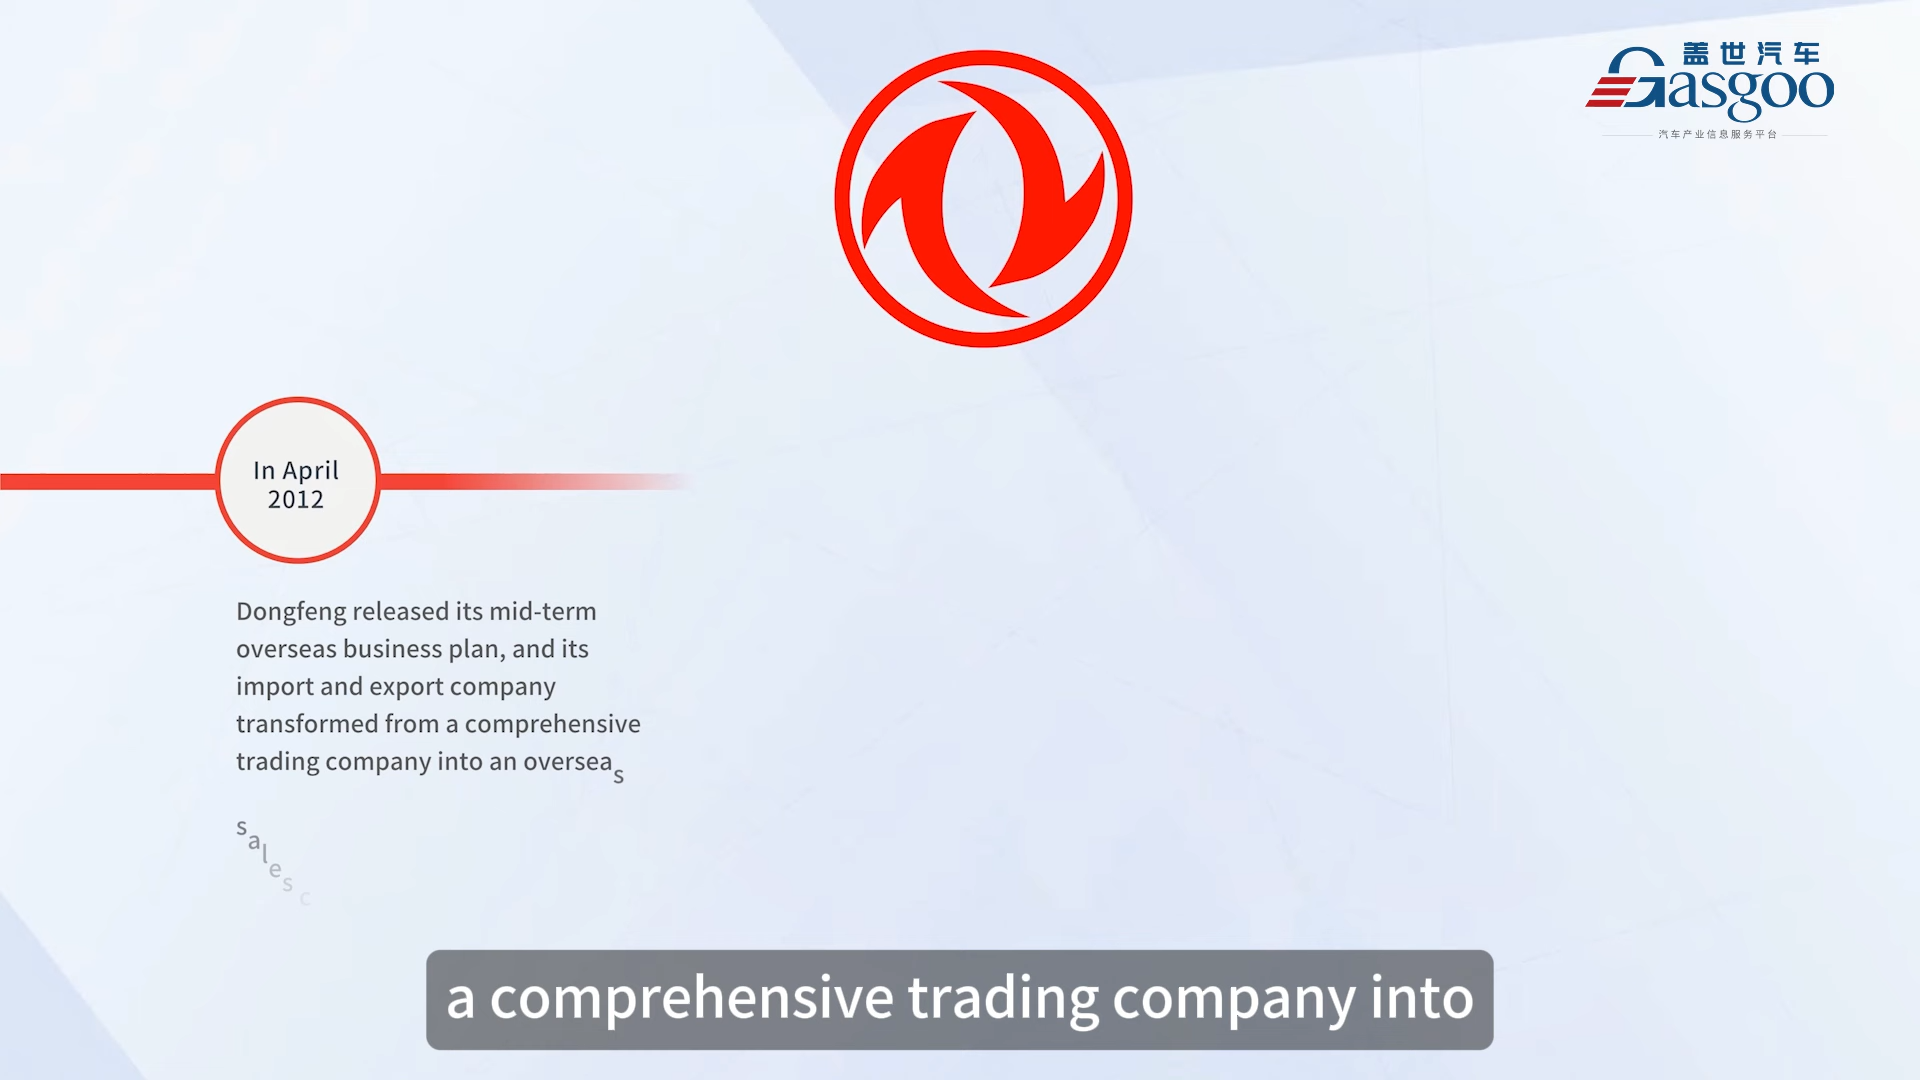 盖世汽车
Gasgoo
汽车产业信息服务平台
In April
2012
Dongfeng released its mid-term
overseas business plan, and its
import and export company
transformed from a comprehensive
trading company into an overseas
sales c
a comprehensive trading company into